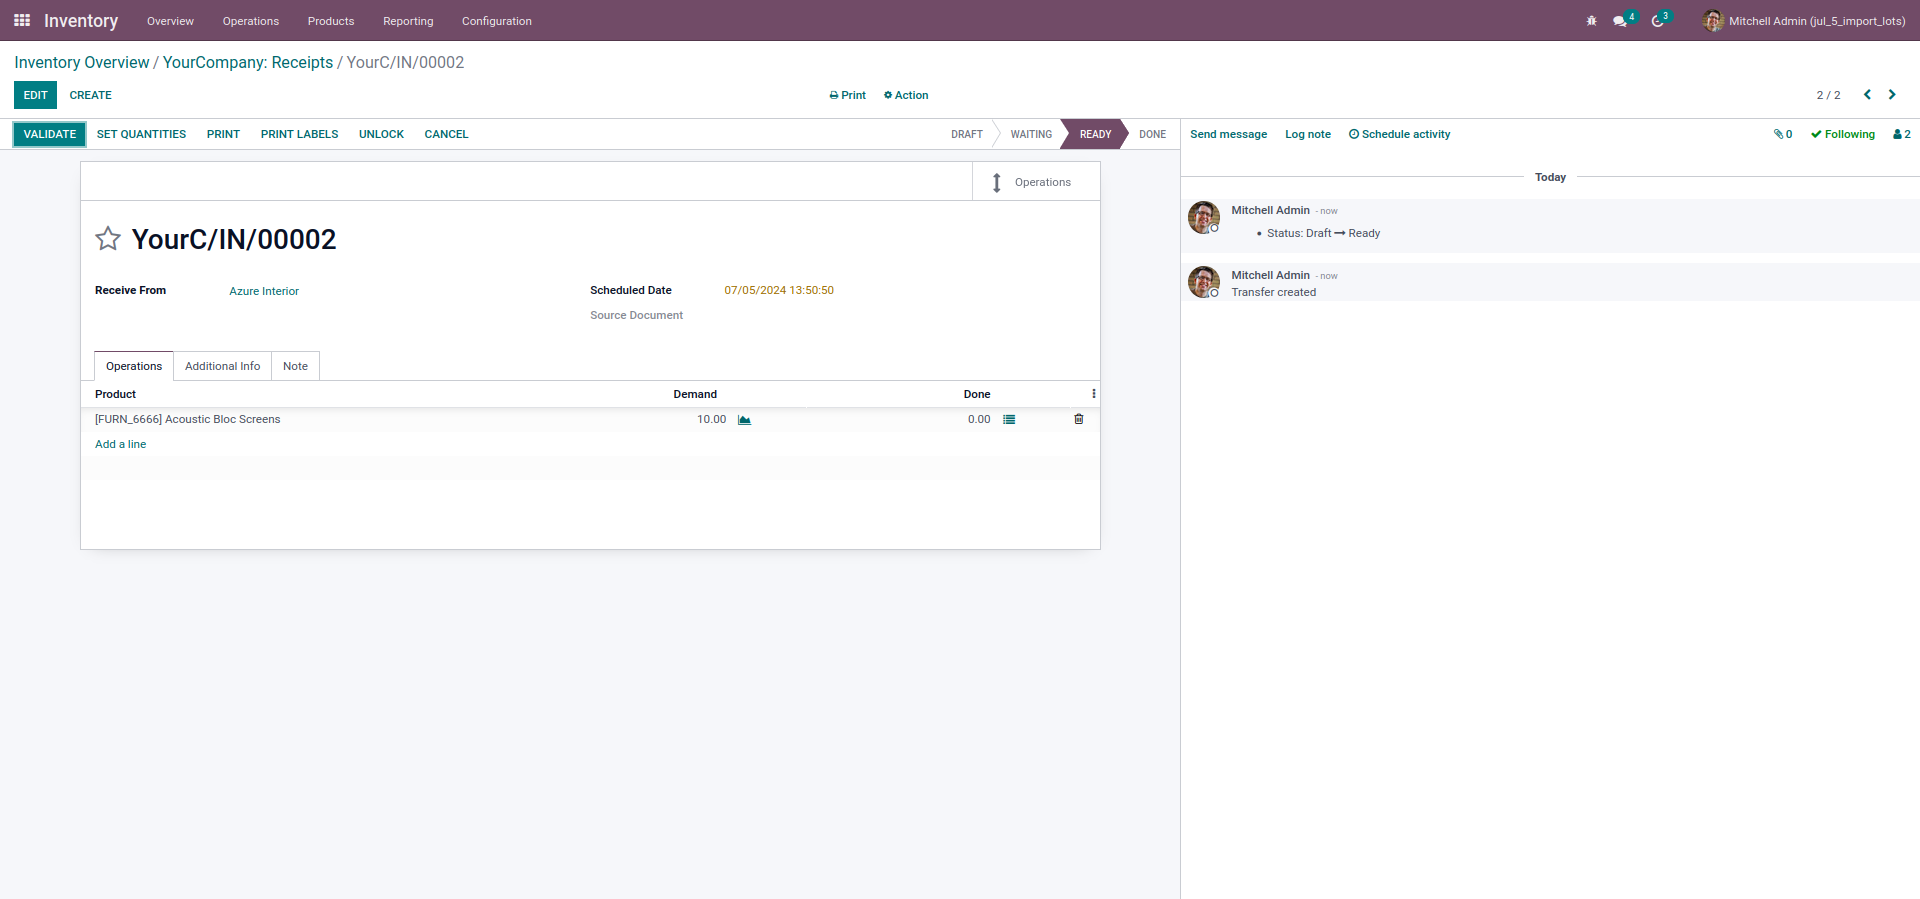 Inventory Overview Operations Products Reporting Configuration 4 3 Mitchell Admin (jul_5_import_lots)
Inventory Overview / YourCompany: Receipts / YourC/IN/00002
EDIT CREATE Print Action 2 / 2
VALIDATE SET QUANTITIES PRINT PRINT LABELS UNLOCK CANCEL DRAFT WAITING READY DONE
Send message Log note Schedule activity 0 Following 2
Operations
YourC/IN/00002
Receive From Azure Interior
Scheduled Date 07/05/2024 13:50:50
Source Document
Operations Additional Info Note
Product Demand Done
[FURN_6666] Acoustic Bloc Screens 10.00 0.00
Add a line
Today
Mitchell Admin - now
• Status: Draft → Ready
Mitchell Admin - now
Transfer created